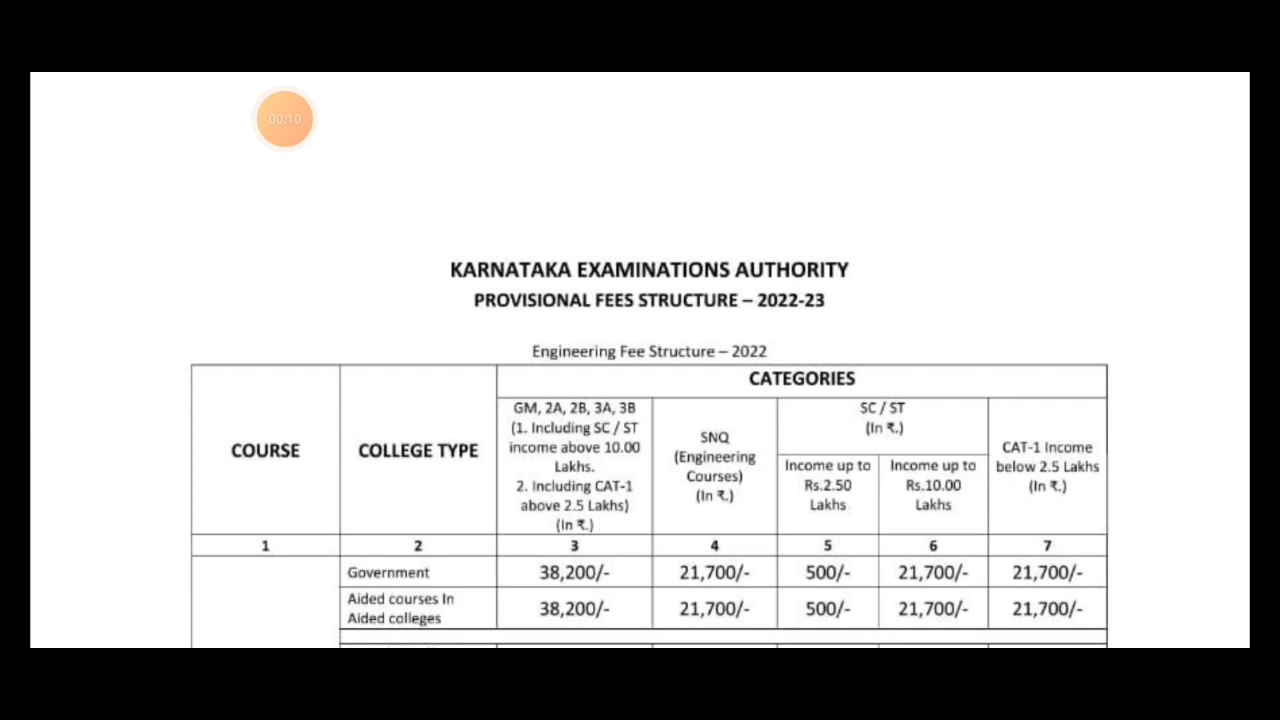 00:10
KARNATAKA EXAMINATIONS AUTHORITY
PROVISIONAL FEES STRUCTURE – 2022-23
Engineering Fee Structure – 2022
COURSE
COLLEGE TYPE
CATEGORIES
GM, 2A, 2B, 3A, 3B
(1. Including SC / ST
income above 10.00
Lakhs.
2. Including CAT-1
above 2.5 Lakhs)
(In ₹.)
SNQ
(Engineering
Courses)
(In ₹.)
SC / ST
(In ₹.)
Income up to
Rs.2.50
Lakhs
Income up to
Rs.10.00
Lakhs
CAT-1 Income
below 2.5 Lakhs
(In ₹.)
1 2 3 4 5 6 7
Government 38,200/- 21,700/- 500/- 21,700/- 21,700/-
Aided courses In
Aided colleges
38,200/- 21,700/- 500/- 21,700/- 21,700/-